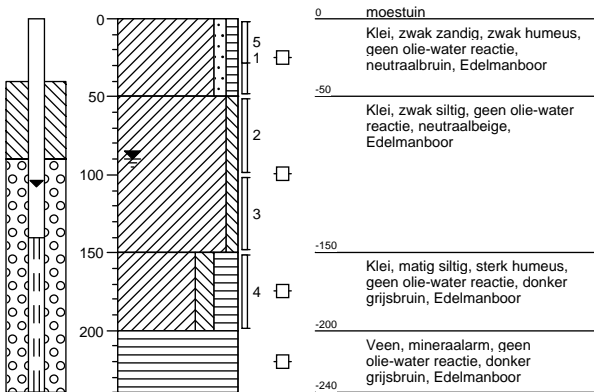 0
50
100
150
200
5
1
2
3
4
0 moestuin
Klei, zwak zandig, zwak humeus,
geen olie-water reactie,
neutraalbruin, Edelmanboor
-50
Klei, zwak siltig, geen olie-water
reactie, neutraalbeige,
Edelmanboor
-150
Klei, matig siltig, sterk humeus,
geen olie-water reactie, donker
grijsbruin, Edelmanboor
-200
Veen, mineraalarm, geen
olie-water reactie, donker
grijsbruin, Edelmanboor
-240